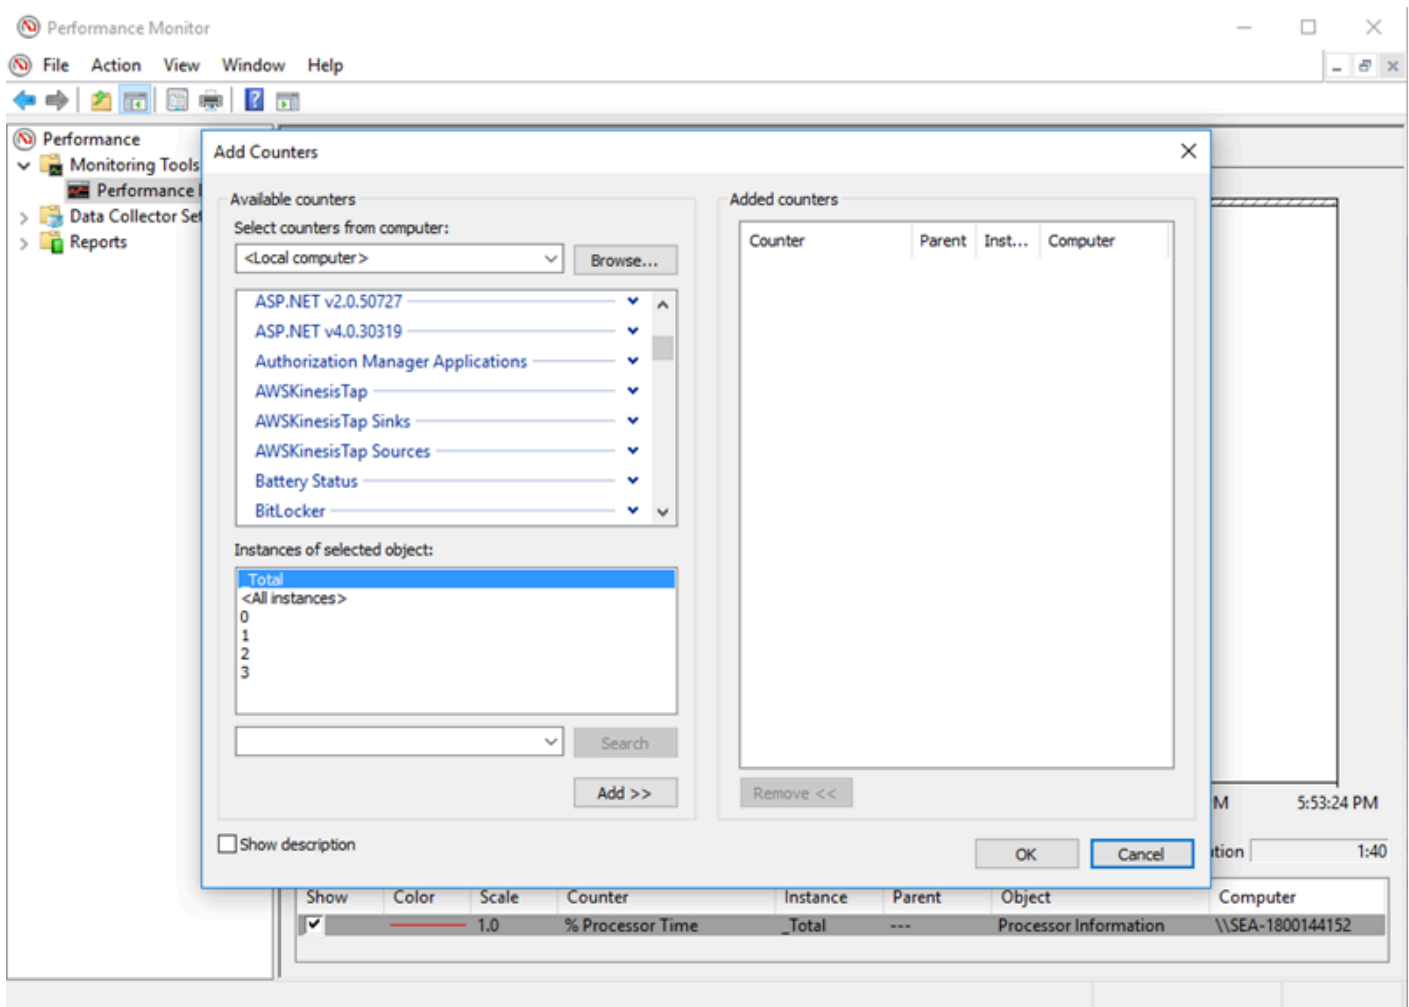 Performance Monitor
File Action View Window Help
Performance
Monitoring Tools
Performance
Data Collector Set
Reports
Add Counters
Available counters
Select counters from computer:
<Local computer>
Browse...
ASP.NET v2.0.50727
ASP.NET v4.0.30319
Authorization Manager Applications
AWSKinesisTap
AWSKinesisTap Sinks
AWSKinesisTap Sources
Battery Status
BitLocker
Instances of selected object:
_Total
<All instances>
0
1
2
3
Search
Add >>
Show description
Added counters
Counter Parent Inst... Computer
Remove <<
OK Cancel
M 5:53:24 PM
ation 1:40
Show Color Scale Counter Instance Parent Object Computer
1.0 % Processor Time _Total --- Processor Information \\SEA-1800144152